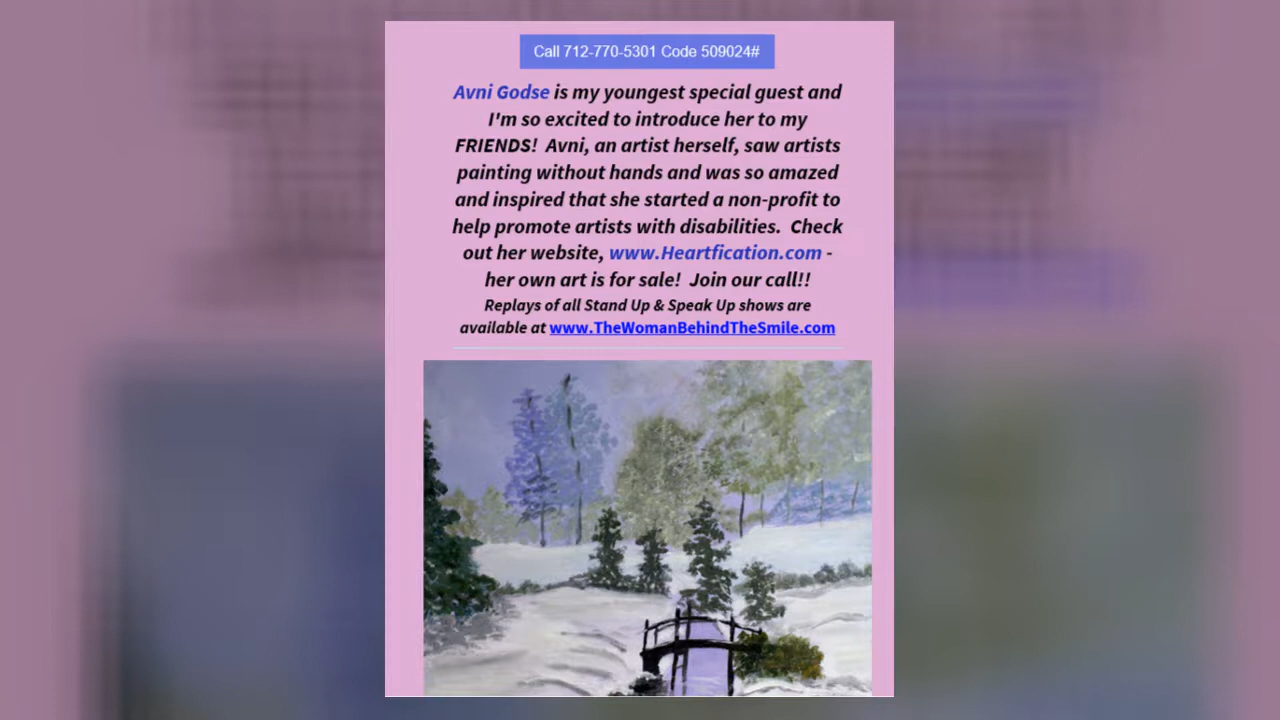 Call 712-770-5301 Code 509024#
Avni Godse is my youngest special guest and
I'm so excited to introduce her to my
FRIENDS! Avni, an artist herself, saw artists
painting without hands and was so amazed
and inspired that she started a non-profit to
help promote artists with disabilities. Check
out her website, www.Heartfication.com -
her own art is for sale! Join our call!!
Replays of all Stand Up & Speak Up shows are
available at www.TheWomanBehindTheSmile.com